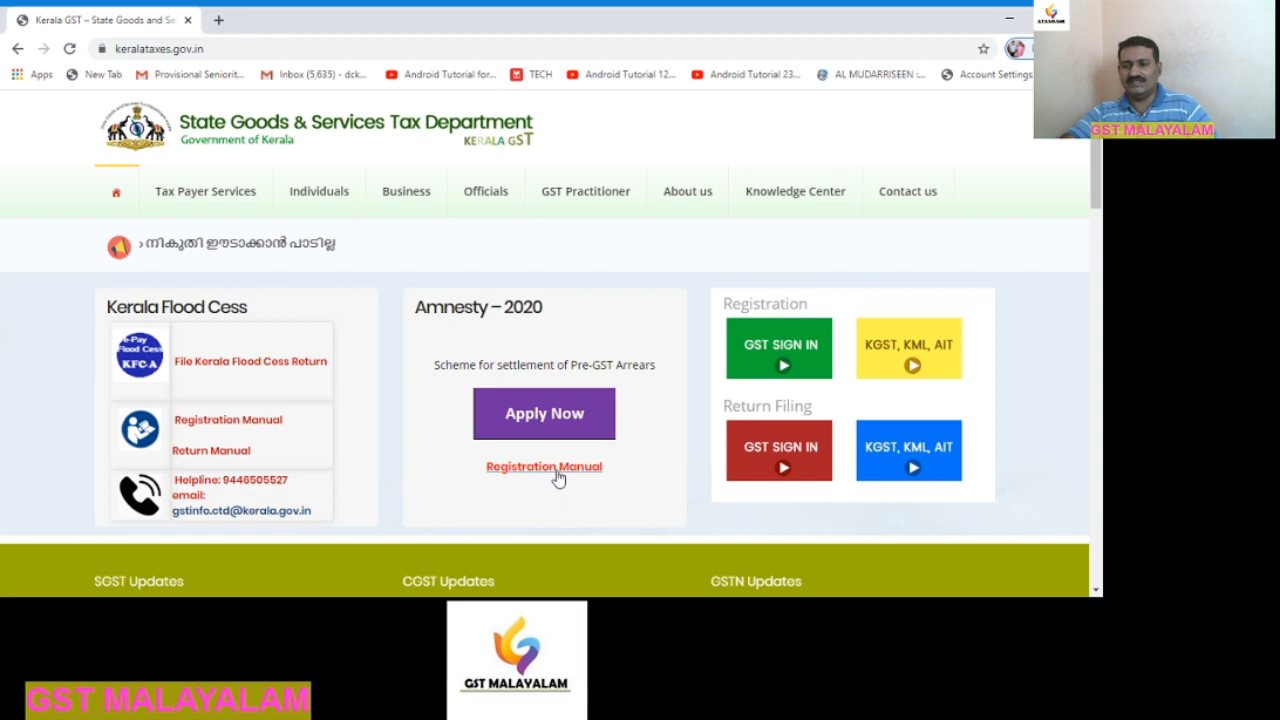 Kerala GST – State Goods and Se
keralataxes.gov.in
Apps
New Tab
Provisional Seniorit...
Inbox (5,635) - dck...
Android Tutorial for...
TECH
Android Tutorial 12...
Android Tutorial 23...
AL MUDARRISEEN :...
Account Settings
GST MALAYALAM
State Goods & Services Tax Department
Government of Kerala
KERALA GST
Tax Payer Services
Individuals
Business
Officials
GST Practitioner
About us
Knowledge Center
Contact us
നികുതി ഈടാക്കാൻ പാടില്ല
Kerala Flood Cess
e-Pay
Flood Cess
KFC-A
File Kerala Flood Cess Return
Registration Manual
Return Manual
Helpline: 9446505527
email:
gstinfo.ctd@kerala.gov.in
Amnesty – 2020
Scheme for settlement of Pre-GST Arrears
Apply Now
Registration Manual
Registration
GST SIGN IN
KGST, KML, AIT
Return Filing
GST SIGN IN
KGST, KML, AIT
SGST Updates
CGST Updates
GSTN Updates
GST MALAYALAM
GST MALAYALAM